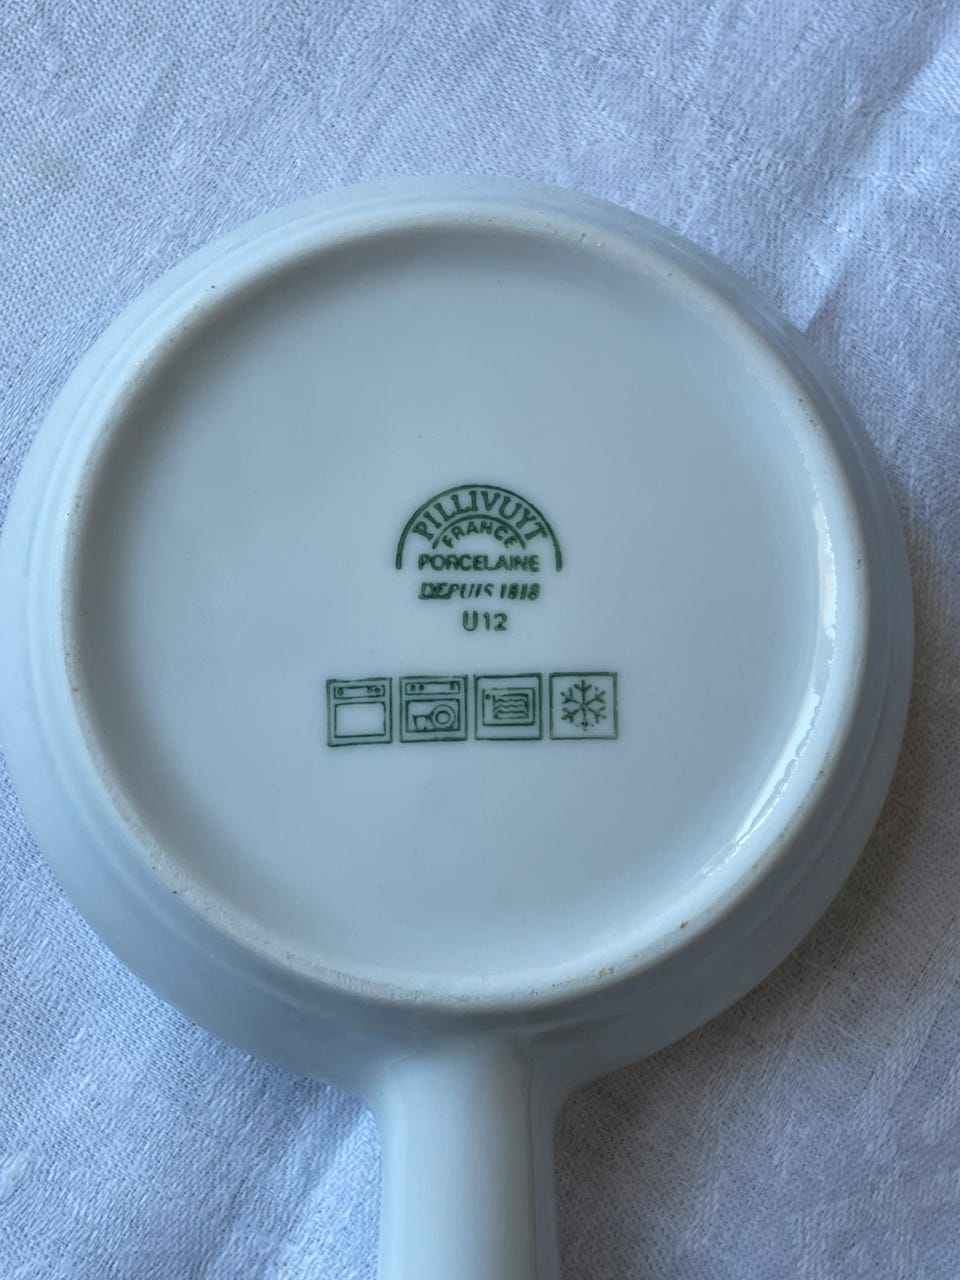 PILLIVUYT
FRANCE
PORCELAINE
DEPUIS 1818
U12